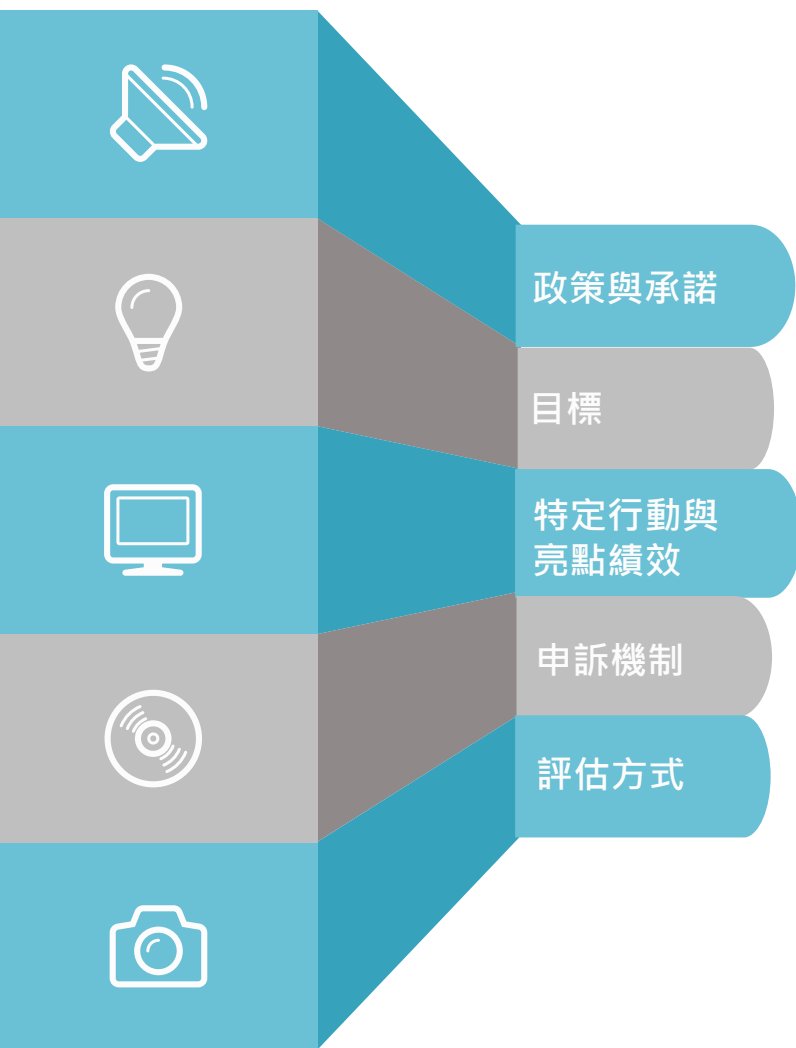 政策與承諾
目標
特定行動與
亮點績效
申訴機制
評估方式